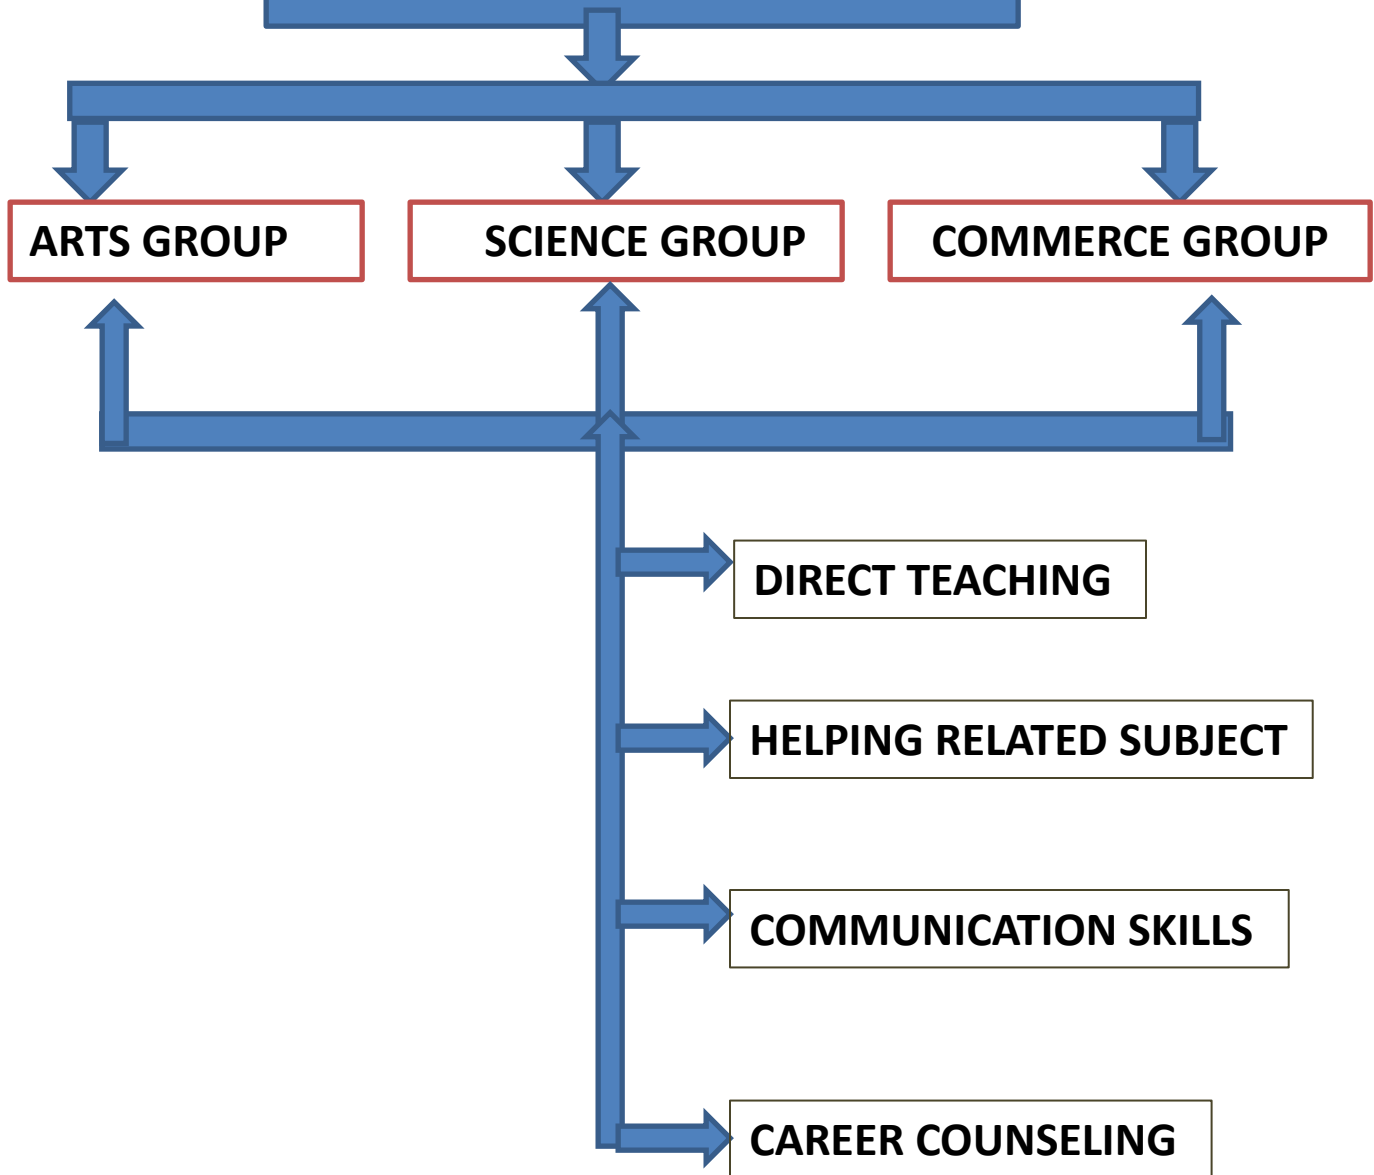 ARTS GROUP
SCIENCE GROUP
COMMERCE GROUP
DIRECT TEACHING
HELPING RELATED SUBJECT
COMMUNICATION SKILLS
CAREER COUNSELING